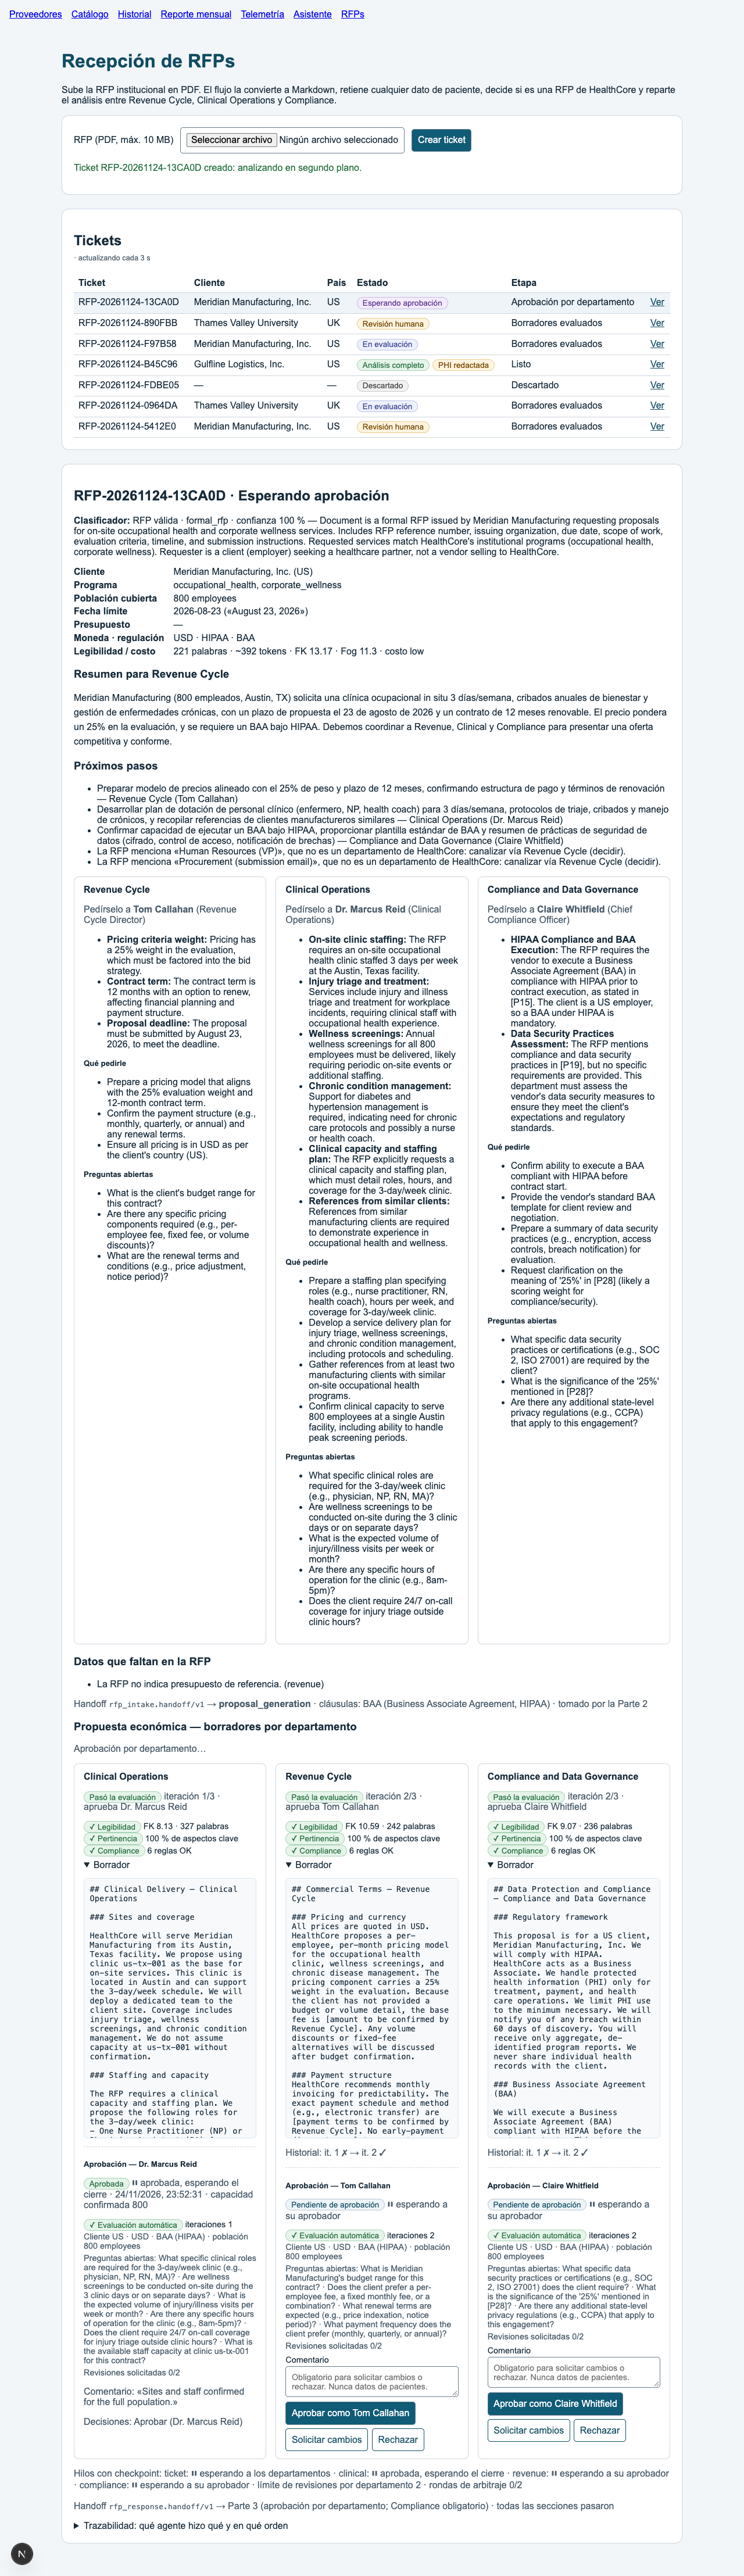 Proveedores Catálogo Historial Reporte mensual Telemetría Asistente RFPs
Recepción de RFPs
Sube la RFP institucional en PDF. El flujo la convierte a Markdown, retiene cualquier dato de paciente, decide si es una RFP de HealthCore y reparte
el análisis entre Revenue Cycle, Clinical Operations y Compliance.
RFP (PDF, máx. 10 MB) Seleccionar archivo Ningún archivo seleccionado Crear ticket
Ticket RFP-20261124-13CA0D creado: analizando en segundo plano.
Tickets
· actualizando cada 3 s
Ticket Cliente País Estado Etapa
RFP-20261124-13CA0D Meridian Manufacturing, Inc. US Esperando aprobación Aprobación por departamento Ver
RFP-20261124-890FBB Thames Valley University UK Revisión humana Borradores evaluados Ver
RFP-20261124-F97B58 Meridian Manufacturing, Inc. US En evaluación Borradores evaluados Ver
RFP-20261124-B45C96 Gulfline Logistics, Inc. US Análisis completo PHI redactada Listo Ver
RFP-20261124-FDBE05 — — Descartado Descartado Ver
RFP-20261124-0964DA Thames Valley University UK En evaluación Borradores evaluados Ver
RFP-20261124-5412E0 Meridian Manufacturing, Inc. US Revisión humana Borradores evaluados Ver
RFP-20261124-13CA0D · Esperando aprobación
Clasificador: RFP válida · formal_rfp · confianza 100 % — Document is a formal RFP issued by Meridian Manufacturing requesting proposals
for on-site occupational health and corporate wellness services. Includes RFP reference number, issuing organization, due date, scope of work,
evaluation criteria, timeline, and submission instructions. Requested services match HealthCore's institutional programs (occupational health,
corporate wellness). Requester is a client (employer) seeking a healthcare partner, not a vendor selling to HealthCore.
Cliente Meridian Manufacturing, Inc. (US)
Programa occupational_health, corporate_wellness
Población cubierta 800 employees
Fecha límite 2026-08-23 («August 23, 2026»)
Presupuesto —
Moneda · regulación USD · HIPAA · BAA
Legibilidad / costo 221 palabras · ~392 tokens · FK 13.17 · Fog 11.3 · costo low
Resumen para Revenue Cycle
Meridian Manufacturing (800 empleados, Austin, TX) solicita una clínica ocupacional in situ 3 días/semana, cribados anuales de bienestar y
gestión de enfermedades crónicas, con un plazo de propuesta el 23 de agosto de 2026 y un contrato de 12 meses renovable. El precio pondera
un 25% en la evaluación, y se requiere un BAA bajo HIPAA. Debemos coordinar a Revenue, Clinical y Compliance para presentar una oferta
competitiva y conforme.
Próximos pasos
• Preparar modelo de precios alineado con el 25% de peso y plazo de 12 meses, confirmando estructura de pago y términos de renovación
— Revenue Cycle (Tom Callahan)
• Desarrollar plan de dotación de personal clínico (enfermero, NP, health coach) para 3 días/semana, protocolos de triaje, cribados y manejo
de crónicos, y recopilar referencias de clientes manufactureros similares — Clinical Operations (Dr. Marcus Reid)
• Confirmar capacidad de ejecutar un BAA bajo HIPAA, proporcionar plantilla estándar de BAA y resumen de prácticas de seguridad de
datos (cifrado, control de acceso, notificación de brechas) — Compliance and Data Governance (Claire Whitfield)
• La RFP menciona «Human Resources (VP)», que no es un departamento de HealthCore: canalizar vía Revenue Cycle (decidir).
• La RFP menciona «Procurement (submission email)», que no es un departamento de HealthCore: canalizar vía Revenue Cycle (decidir).
Revenue Cycle
Pedírselo a Tom Callahan (Revenue
Cycle Director)
• Pricing criteria weight: Pricing has
a 25% weight in the evaluation,
which must be factored into the bid
strategy.
• Contract term: The contract term is
12 months with an option to renew,
affecting financial planning and
payment structure.
• Proposal deadline: The proposal
must be submitted by August 23,
2026, to meet the deadline.
Qué pedirle
• Prepare a pricing model that aligns
with the 25% evaluation weight and
12-month contract term.
• Confirm the payment structure (e.g.,
monthly, quarterly, or annual) and
any renewal terms.
• Ensure all pricing is in USD as per
the client's country (US).
Preguntas abiertas
• What is the client's budget range for
this contract?
• Are there any specific pricing
components required (e.g., per-
employee fee, fixed fee, or volume
discounts)?
• What are the renewal terms and
conditions (e.g., price adjustment,
notice period)?
Clinical Operations
Pedírselo a Dr. Marcus Reid (Clinical
Operations)
• On-site clinic staffing: The RFP
requires an on-site occupational
health clinic staffed 3 days per week
at the Austin, Texas facility.
• Injury triage and treatment:
Services include injury and illness
triage and treatment for workplace
incidents, requiring clinical staff with
occupational health experience.
• Wellness screenings: Annual
wellness screenings for all 800
employees must be delivered, likely
requiring periodic on-site events or
additional staffing.
• Chronic condition management:
Support for diabetes and
hypertension management is
required, indicating need for chronic
care protocols and possibly a nurse
or health coach.
• Clinical capacity and staffing
plan: The RFP explicitly requests a
clinical capacity and staffing plan,
which must detail roles, hours, and
coverage for the 3-day/week clinic.
• References from similar clients:
References from similar
manufacturing clients are required
to demonstrate experience in
occupational health and wellness.
Qué pedirle
• Prepare a staffing plan specifying
roles (e.g., nurse practitioner, RN,
health coach), hours per week, and
coverage for 3-day/week clinic.
• Develop a service delivery plan for
injury triage, wellness screenings,
and chronic condition management,
including protocols and scheduling.
• Gather references from at least two
manufacturing clients with similar
on-site occupational health
programs.
• Confirm clinical capacity to serve
800 employees at a single Austin
facility, including ability to handle
peak screening periods.
Preguntas abiertas
• What specific clinical roles are
required for the 3-day/week clinic
(e.g., physician, NP, RN, MA)?
• Are wellness screenings to be
conducted on-site during the 3 clinic
days or on separate days?
• What is the expected volume of
injury/illness visits per week or
month?
• Are there any specific hours of
operation for the clinic (e.g., 8am-
5pm)?
• Does the client require 24/7 on-call
coverage for injury triage outside
clinic hours?
Compliance and Data Governance
Pedírselo a Claire Whitfield (Chief
Compliance Officer)
• HIPAA Compliance and BAA
Execution: The RFP requires the
vendor to execute a Business
Associate Agreement (BAA) in
compliance with HIPAA prior to
contract execution, as stated in
[P15]. The client is a US employer,
so a BAA under HIPAA is
mandatory.
• Data Security Practices
Assessment: The RFP mentions
compliance and data security
practices in [P19], but no specific
requirements are provided. This
department must assess the
vendor's data security measures to
ensure they meet the client's
expectations and regulatory
standards.
Qué pedirle
• Confirm ability to execute a BAA
compliant with HIPAA before
contract start.
• Provide the vendor's standard BAA
template for client review and
negotiation.
• Prepare a summary of data security
practices (e.g., encryption, access
controls, breach notification) for
evaluation.
• Request clarification on the
meaning of '25%' in [P28] (likely a
scoring weight for
compliance/security).
Preguntas abiertas
• What specific data security
practices or certifications (e.g., SOC
2, ISO 27001) are required by the
client?
• What is the significance of the '25%'
mentioned in [P28]?
• Are there any additional state-level
privacy regulations (e.g., CCPA)
that apply to this engagement?
Datos que faltan en la RFP
• La RFP no indica presupuesto de referencia. (revenue)
Handoff rfp_intake.handoff/v1 → proposal_generation · cláusulas: BAA (Business Associate Agreement, HIPAA) · tomado por la Parte 2
Propuesta económica — borradores por departamento
Aprobación por departamento…
Clinical Operations
Pasó la evaluación iteración 1/3 ·
aprueba Dr. Marcus Reid
✓ Legibilidad FK 8.13 · 327 palabras
✓ Pertinencia 100 % de aspectos clave
✓ Compliance 6 reglas OK
▼ Borrador
## Clinical Delivery — Clinical
Operations
### Sites and coverage
HealthCore will serve Meridian
Manufacturing from its Austin,
Texas facility. We propose using
clinic us-tx-001 as the base for
on-site services. This clinic is
located in Austin and can support
the 3-day/week schedule. We will
deploy a dedicated team to the
client site. Coverage includes
injury triage, wellness
screenings, and chronic condition
management. We do not assume
capacity at us-tx-001 without
confirmation.
### Staffing and capacity
The RFP requires a clinical
capacity and staffing plan. We
propose the following roles for
the 3-day/week clinic:
- One Nurse Practitioner (NP) or
Aprobación — Dr. Marcus Reid
Aprobada ⏸ aprobada, esperando el
cierre · 24/11/2026, 23:52:31 · capacidad
confirmada 800
✓ Evaluación automática iteraciones 1
Cliente US · USD · BAA (HIPAA) · población
800 employees
Preguntas abiertas: What specific clinical roles
are required for the 3-day/week clinic (e.g.,
physician, NP, RN, MA)? · Are wellness
screenings to be conducted on-site during the 3
clinic days or on separate days? · What is the
expected volume of injury/illness visits per week
or month? · Are there any specific hours of
operation for the clinic (e.g., 8am-5pm)? ·
Does the client require 24/7 on-call coverage
for injury triage outside clinic hours? · What is
the available staff capacity at clinic us-tx-001
for this contract?
Revisiones solicitadas 0/2
Comentario: «Sites and staff confirmed
for the full population.»
Decisiones: Aprobar (Dr. Marcus Reid)
Revenue Cycle
Pasó la evaluación iteración 2/3 ·
aprueba Tom Callahan
✓ Legibilidad FK 10.59 · 242 palabras
✓ Pertinencia 100 % de aspectos clave
✓ Compliance 6 reglas OK
▼ Borrador
## Commercial Terms — Revenue
Cycle
### Pricing and currency
All prices are quoted in USD.
HealthCore proposes a per-
employee, per-month pricing model
for the occupational health
clinic, wellness screenings, and
chronic disease management. The
pricing component carries a 25%
weight in the evaluation. Because
the client has not provided a
budget or volume detail, the base
fee is [amount to be confirmed by
Revenue Cycle]. Any volume
discounts or fixed-fee
alternatives will be discussed
after budget confirmation.
### Payment structure
HealthCore recommends monthly
invoicing for predictability. The
exact payment schedule and method
(e.g., electronic transfer) are
[payment terms to be confirmed by
Revenue Cycle]. No early-payment
Historial: it. 1 ✗ → it. 2 ✓
Aprobación — Tom Callahan
Pendiente de aprobación ⏸ esperando a
su aprobador
✓ Evaluación automática iteraciones 2
Cliente US · USD · BAA (HIPAA) · población
800 employees
Preguntas abiertas: What is Meridian
Manufacturing's budget range for this
contract? · Does the client prefer a per-
employee fee, a fixed monthly fee, or a
combination? · What renewal terms are
expected (e.g., price indexation, notice
period)? · What payment frequency does the
client prefer (monthly, quarterly, or annual)?
Revisiones solicitadas 0/2
Comentario
Obligatorio para solicitar cambios o
rechazar. Nunca datos de pacientes.
Aprobar como Tom Callahan
Solicitar cambios Rechazar
Compliance and Data Governance
Pasó la evaluación iteración 2/3 ·
aprueba Claire Whitfield
✓ Legibilidad FK 9.07 · 236 palabras
✓ Pertinencia 100 % de aspectos clave
✓ Compliance 6 reglas OK
▼ Borrador
## Data Protection and Compliance
— Compliance and Data Governance
### Regulatory framework
This proposal is for a US client,
Meridian Manufacturing, Inc. We
will comply with HIPAA.
HealthCore acts as a Business
Associate. We handle protected
health information (PHI) only for
treatment, payment, and health
care operations. We limit PHI use
to the minimum necessary. We will
notify you of any breach within
60 days of discovery. You will
receive only aggregate, de-
identified program reports. We
never share individual health
records with the client.
### Business Associate Agreement
(BAA)
We will execute a Business
Associate Agreement (BAA)
compliant with HIPAA before the
Historial: it. 1 ✗ → it. 2 ✓
Aprobación — Claire Whitfield
Pendiente de aprobación ⏸ esperando a
su aprobador
✓ Evaluación automática iteraciones 2
Cliente US · USD · BAA (HIPAA) · población
800 employees
Preguntas abiertas: What specific data
security practices or certifications (e.g., SOC
2, ISO 27001) does the client require? · What
is the significance of the '25%' mentioned in
[P28]? · Are there any additional state-level
privacy regulations (e.g., CCPA) that apply to
this engagement?
Revisiones solicitadas 0/2
Comentario
Obligatorio para solicitar cambios o
rechazar. Nunca datos de pacientes.
Aprobar como Claire Whitfield
Solicitar cambios Rechazar
Hilos con checkpoint: ticket: ⏸ esperando a los departamentos · clinical: ⏸ aprobada, esperando el cierre · revenue: ⏸ esperando a su aprobador
· compliance: ⏸ esperando a su aprobador · límite de revisiones por departamento 2 · rondas de arbitraje 0/2
Handoff rfp_response.handoff/v1 → Parte 3 (aprobación por departamento; Compliance obligatorio) · todas las secciones pasaron
▶ Trazabilidad: qué agente hizo qué y en qué orden
N